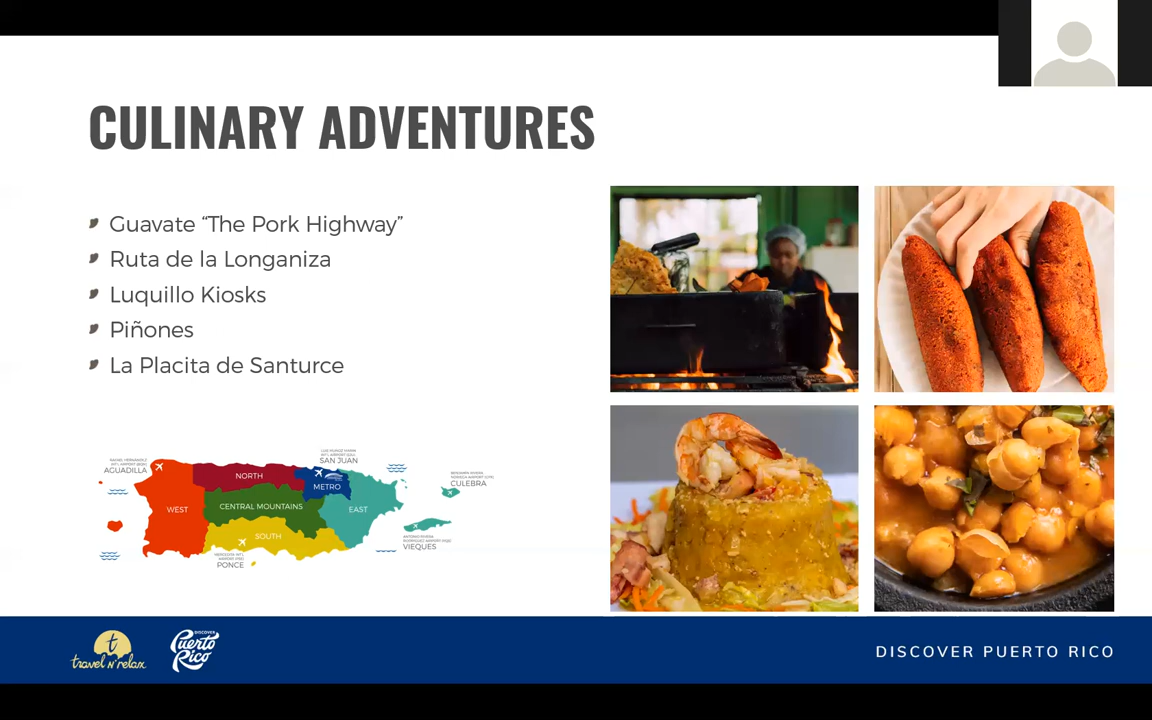 CULINARY ADVENTURES
Guavate “The Pork Highway”
Ruta de la Longaniza
Luquillo Kiosks
Piñones
La Placita de Santurce
AGUADILLA
SAN JUAN
CULEBRA
NORTH
METRO
WEST
CENTRAL MOUNTAINS
EAST
SOUTH
VIEQUES
PONCE
travel N' relax
DISCOVER
Puerto
Rico
DISCOVER PUERTO RICO